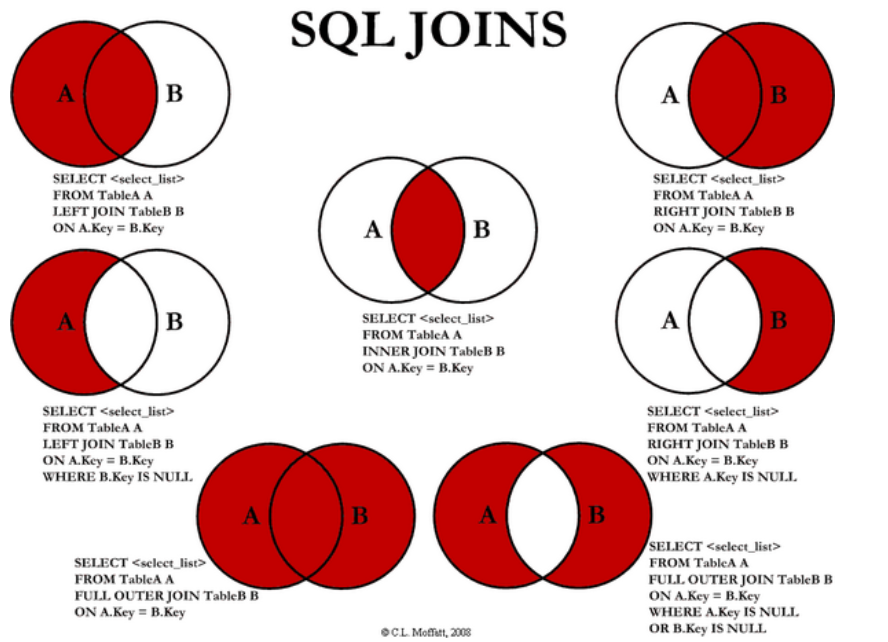 SQL JOINS
A B
SELECT <select_list>
FROM TableA A
LEFT JOIN TableB B
ON A.Key = B.Key
A B
SELECT <select_list>
FROM TableA A
RIGHT JOIN TableB B
ON A.Key = B.Key
A B
SELECT <select_list>
FROM TableA A
INNER JOIN TableB B
ON A.Key = B.Key
A B
SELECT <select_list>
FROM TableA A
LEFT JOIN TableB B
ON A.Key = B.Key
WHERE B.Key IS NULL
A B
SELECT <select_list>
FROM TableA A
RIGHT JOIN TableB B
ON A.Key = B.Key
WHERE A.Key IS NULL
A B
SELECT <select_list>
FROM TableA A
FULL OUTER JOIN TableB B
ON A.Key = B.Key
A B
SELECT <select_list>
FROM TableA A
FULL OUTER JOIN TableB B
ON A.Key = B.Key
WHERE A.Key IS NULL
OR B.Key IS NULL
© C.L. Moffatt, 2008